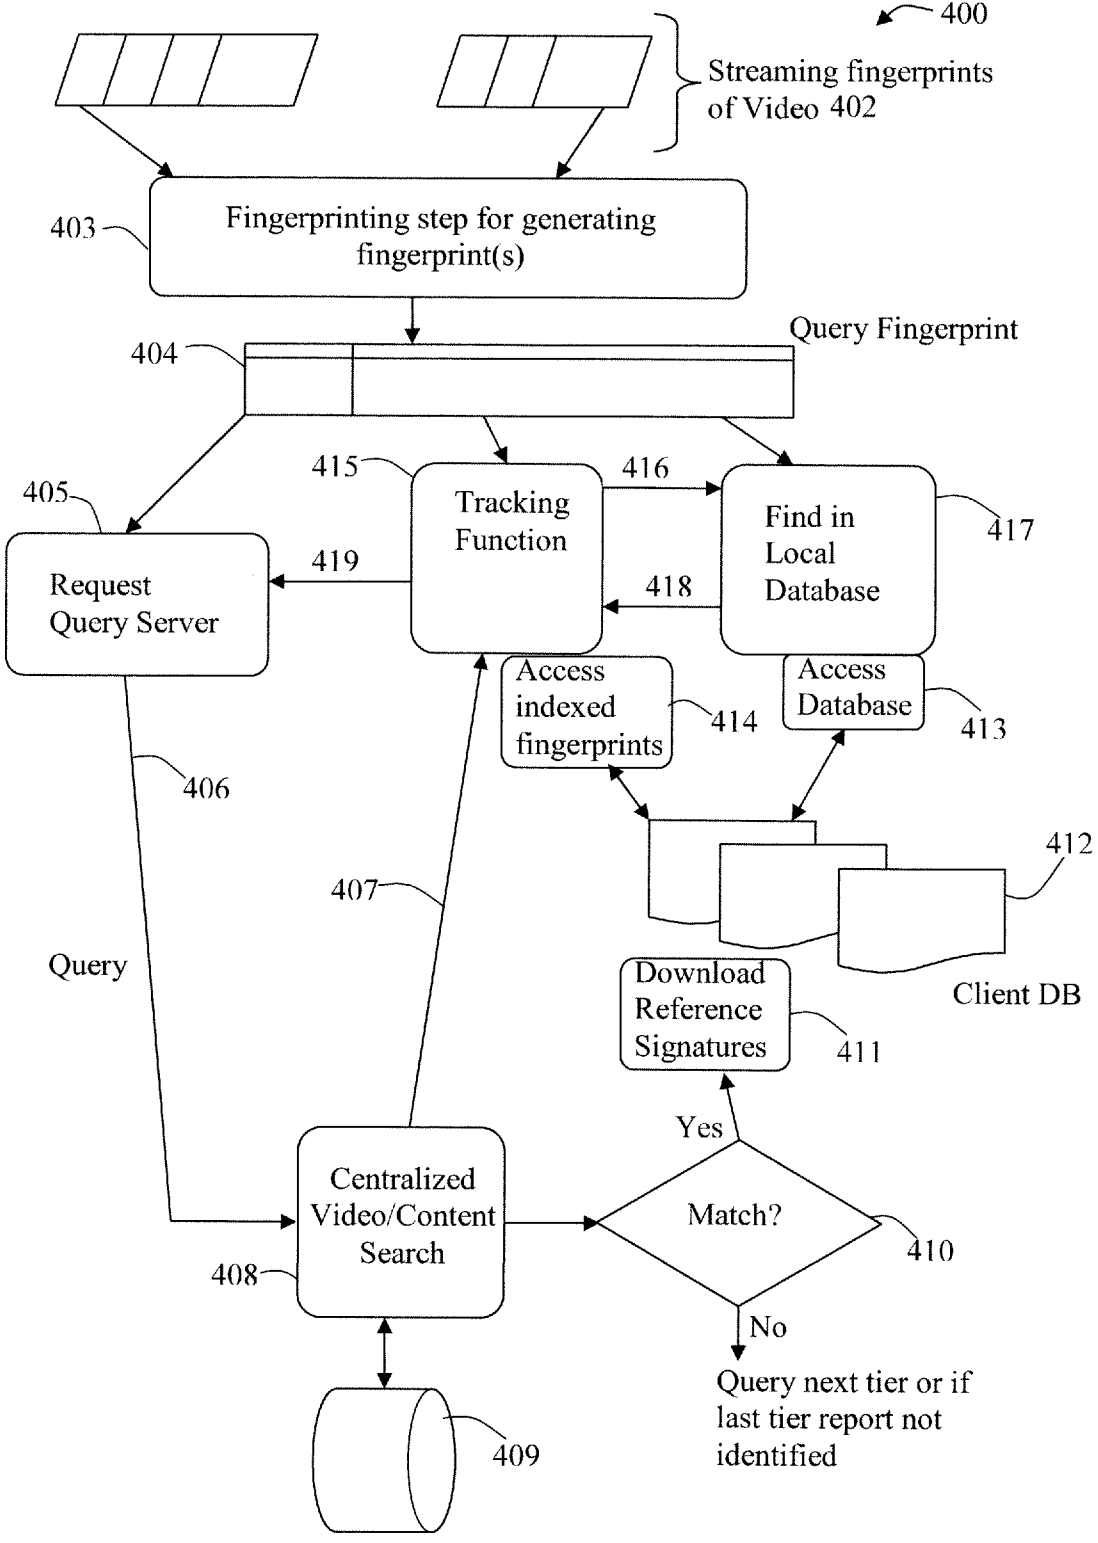 400
Streaming fingerprints
of Video 402
403
Fingerprinting step for generating
fingerprint(s)
Query Fingerprint
404
415
416
405
Tracking
Function
Find in
Local
Database
417
419
418
Request
Query Server
Access
indexed
fingerprints
414
Access
Database
413
406
412
407
Query
Download
Reference
Signatures
Client DB
411
Yes
Centralized
Video/Content
Search
Match?
410
408
No
Query next tier or if
last tier report not
identified
409